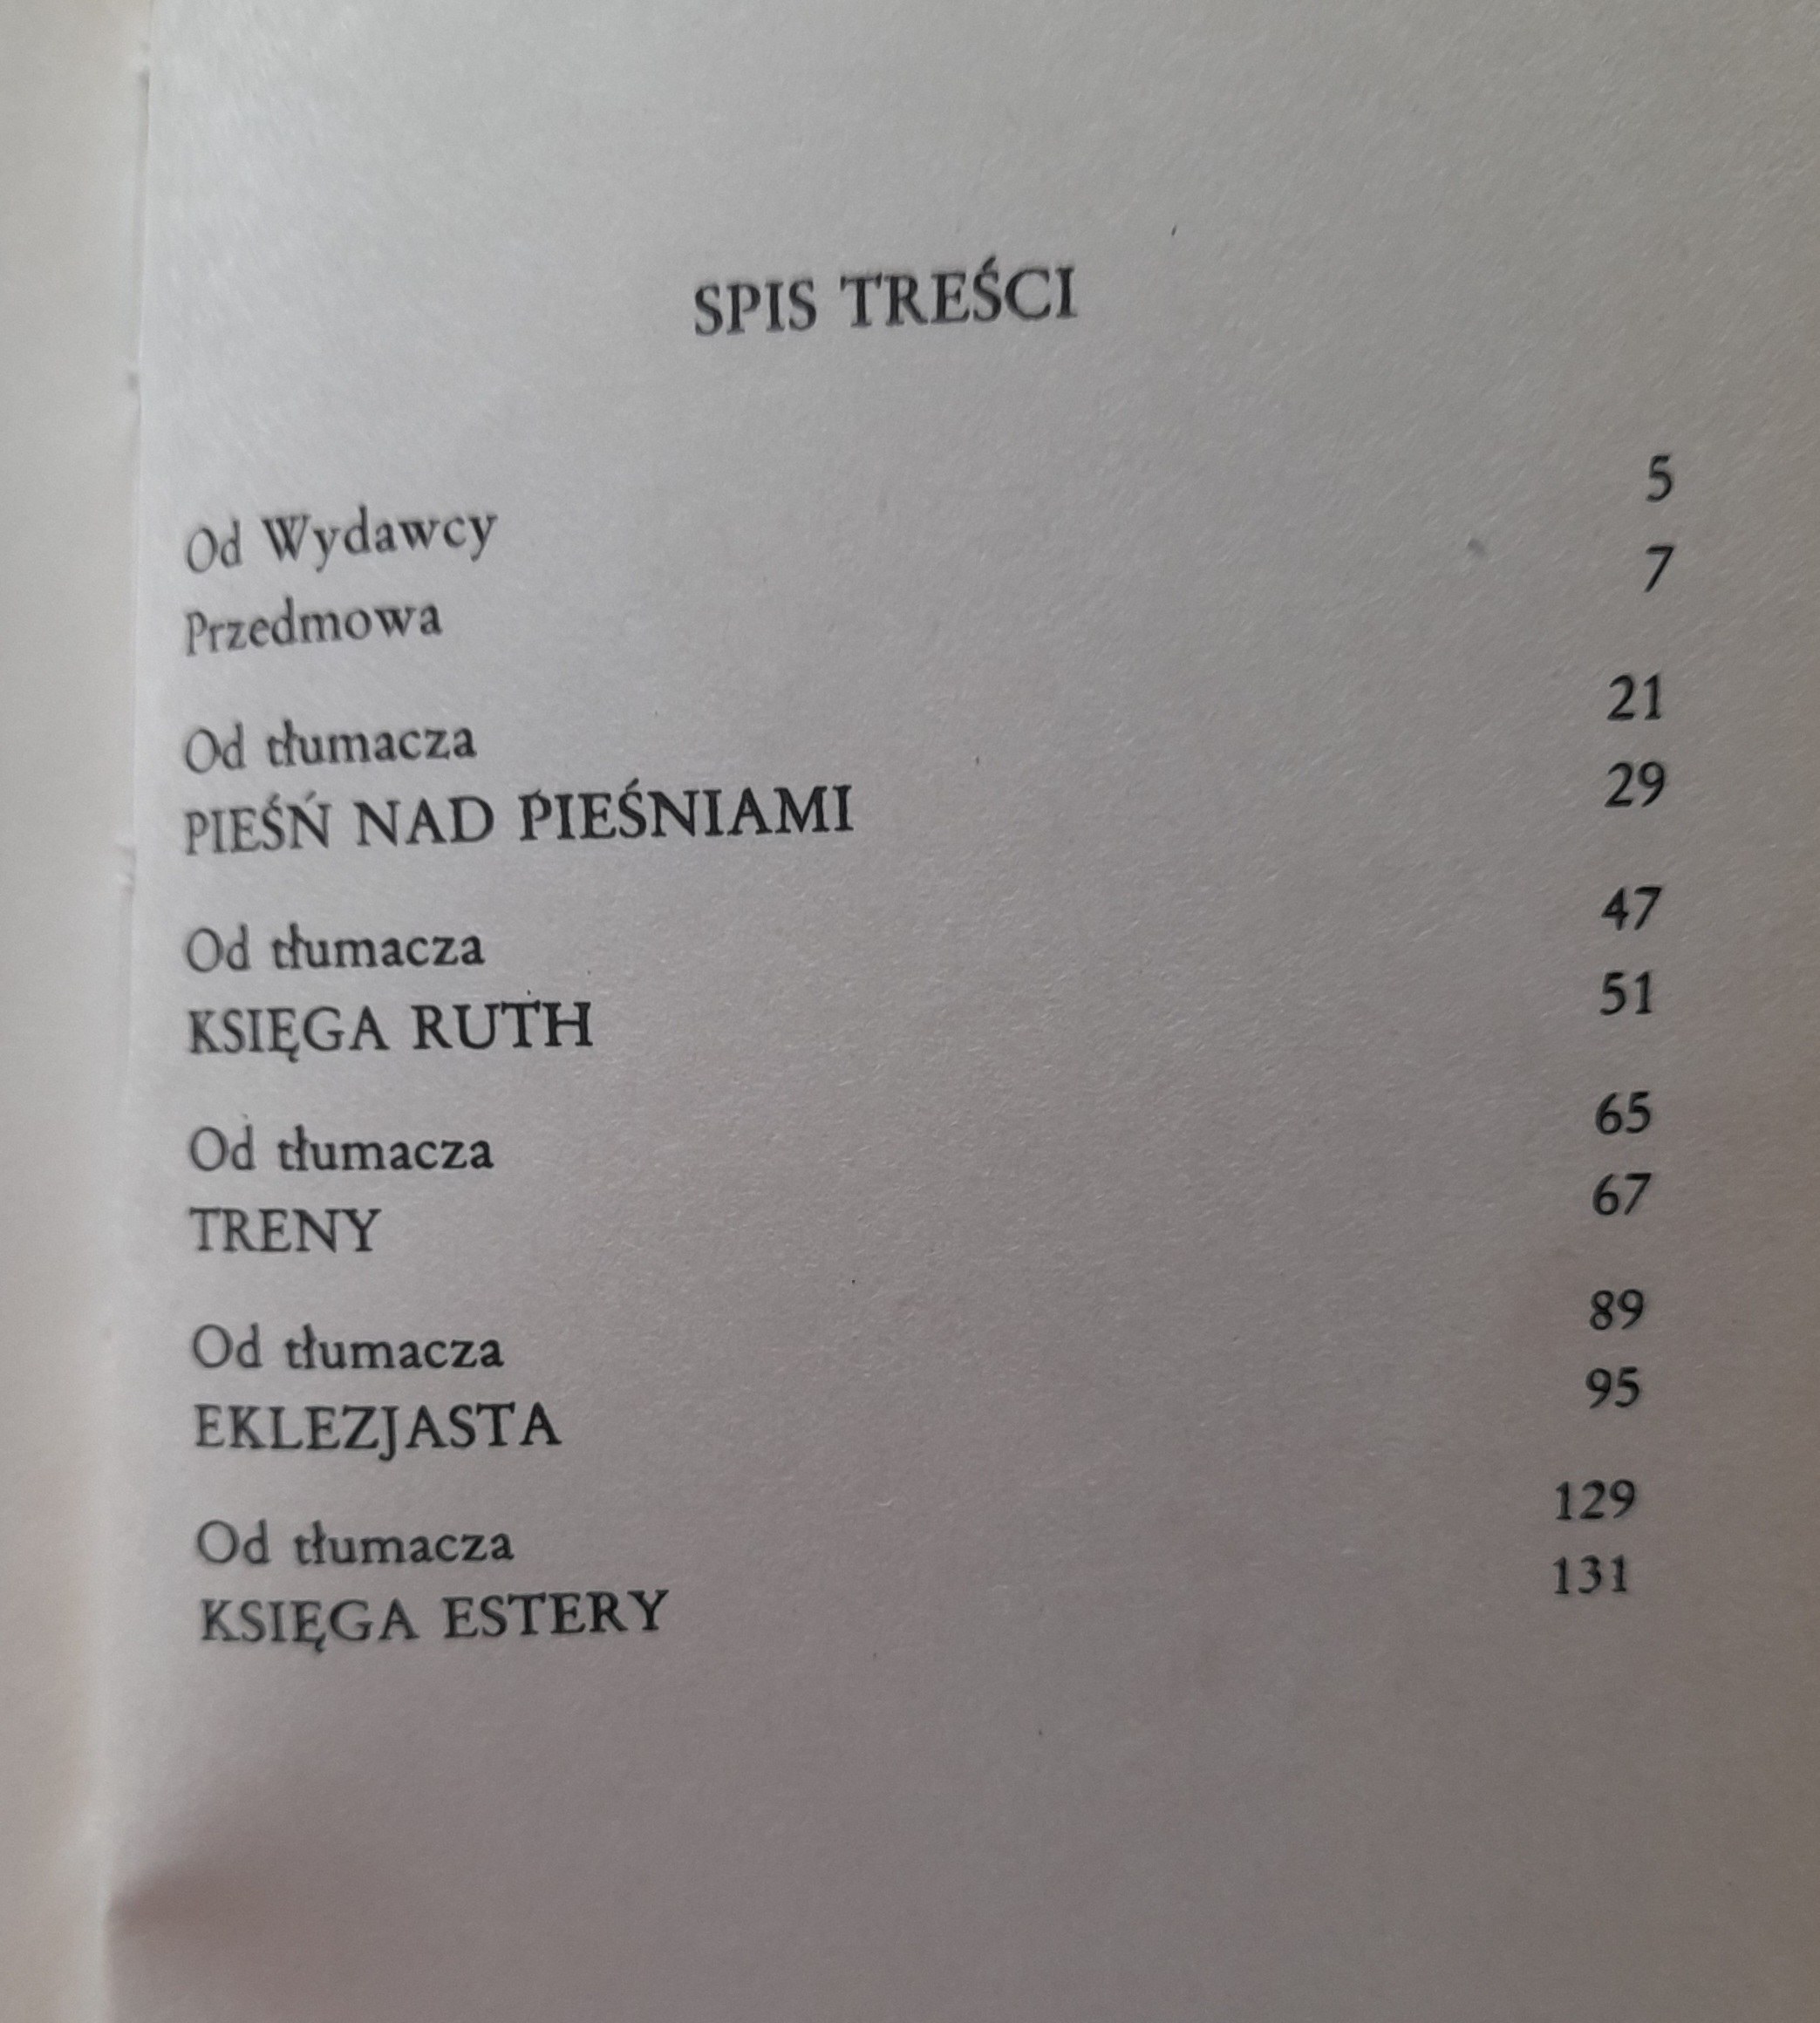 SPIS TREŚCI
Od Wydawcy 5
Przedmowa 7
Od tłumacza 21
PIEŚŃ NAD PIEŚNIAMI 29
Od tłumacza 47
KSIĘGA RUTH 51
Od tłumacza 65
TRENY 67
Od tłumacza 89
EKLEZJASTA 95
Od tłumacza 129
KSIĘGA ESTERY 131